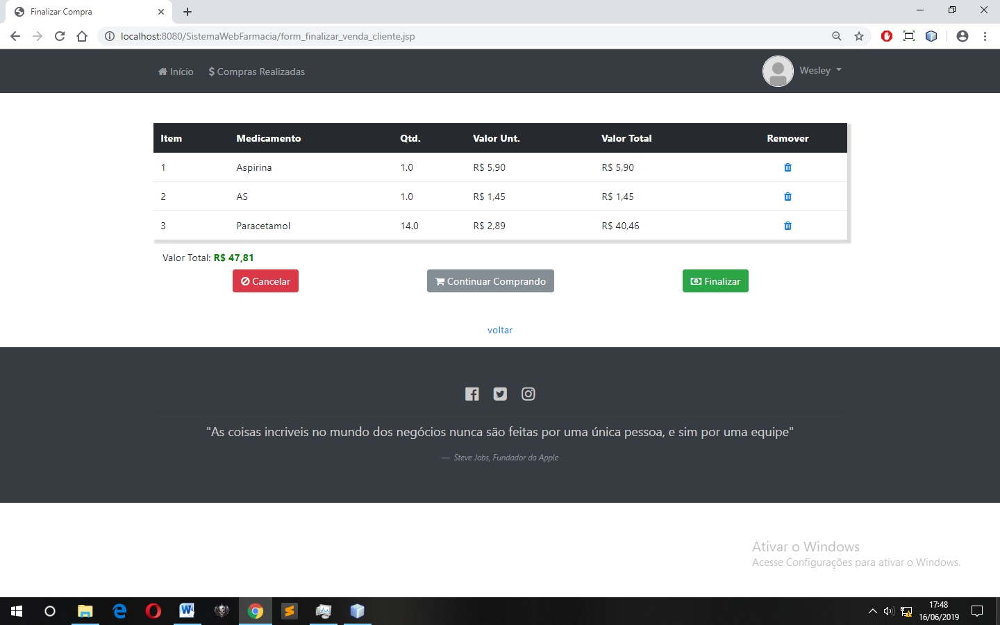 Finalizar Compra
localhost:8080/SistemaWebFarmacia/form_finalizar_venda_cliente.jsp
Início $ Compras Realizadas Wesley
Item Medicamento Qtd. Valor Unt. Valor Total Remover
1 Aspirina 1.0 R$ 5,90 R$ 5,90
2 AS 1.0 R$ 1,45 R$ 1,45
3 Paracetamol 14.0 R$ 2,89 R$ 40,46
Valor Total: R$ 47,81
Cancelar Continuar Comprando Finalizar
voltar
"As coisas incriveis no mundo dos negócios nunca são feitas por uma única pessoa, e sim por uma equipe"
— Steve Jobs, Fundador da Apple
Ativar o Windows
Acesse Configurações para ativar o Windows.
17:48
16/06/2019